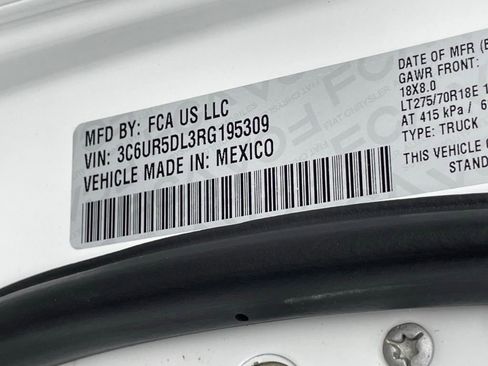 MFD BY: FCA US LLC
VIN: 3C6UR5DL3RG195309
VEHICLE MADE IN: MEXICO
DATE OF MFR
GAWR FRONT:
18X8.0
LT275/70R18E
AT 415 kPa /
TYPE: TRUCK
THIS VEHICLE
STAND